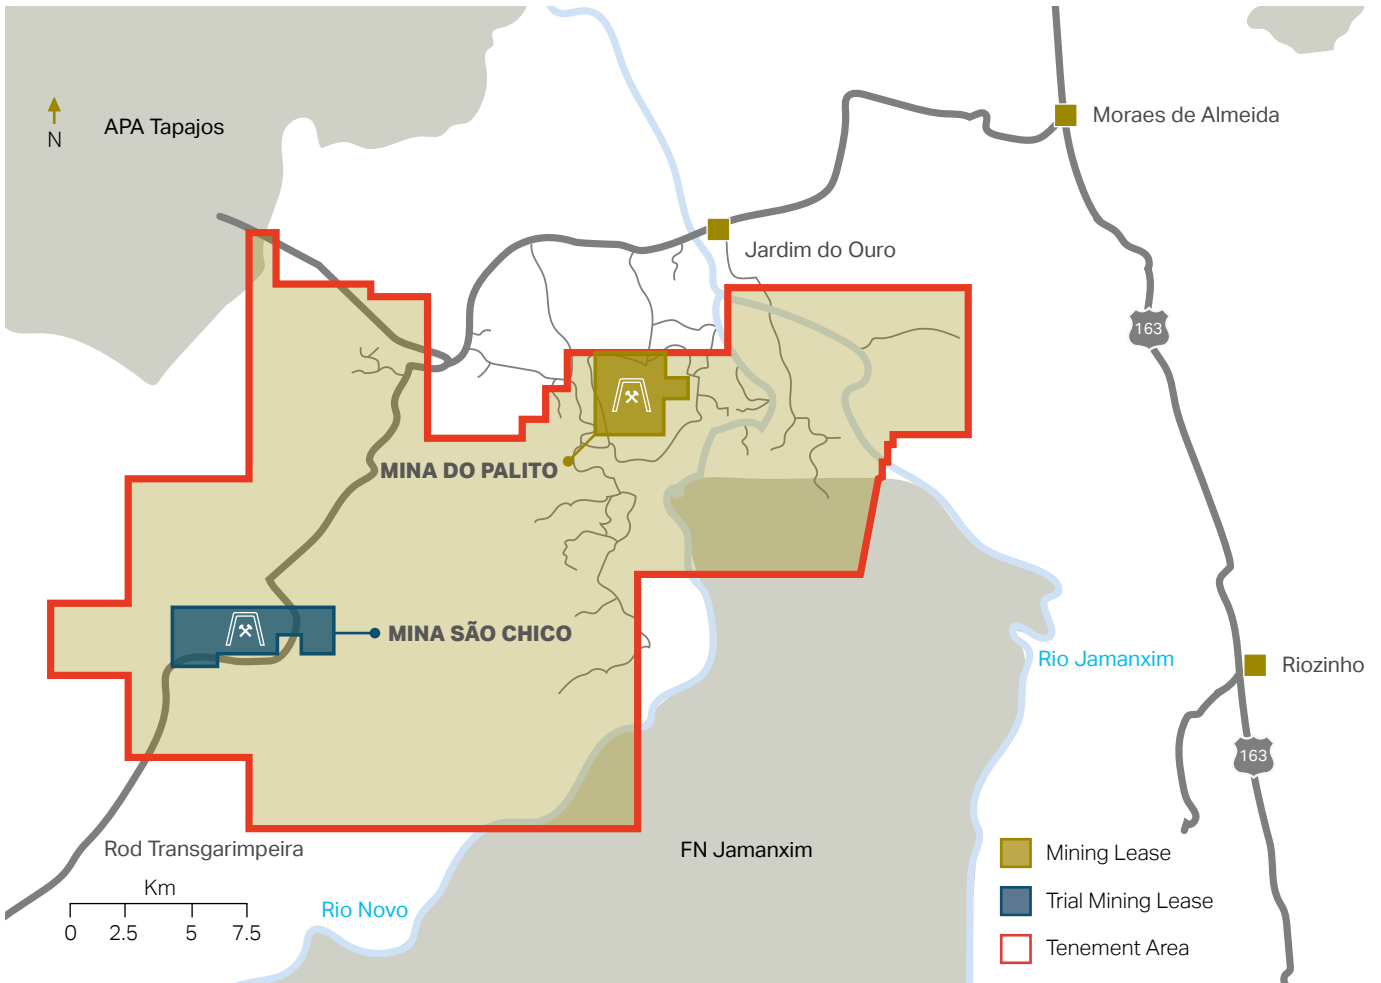 Moraes de Almeida
APA Tapajos
N
Jardim do Ouro
163
MINA DO PALITO
MINA SÃO CHICO
Rio Jamanxim
Riozinho
163
Rod Transgarimpeira
FN Jamanxim
Mining Lease
Km
Trial Mining Lease
Rio Novo
0 2.5 5 7.5
Tenement Area